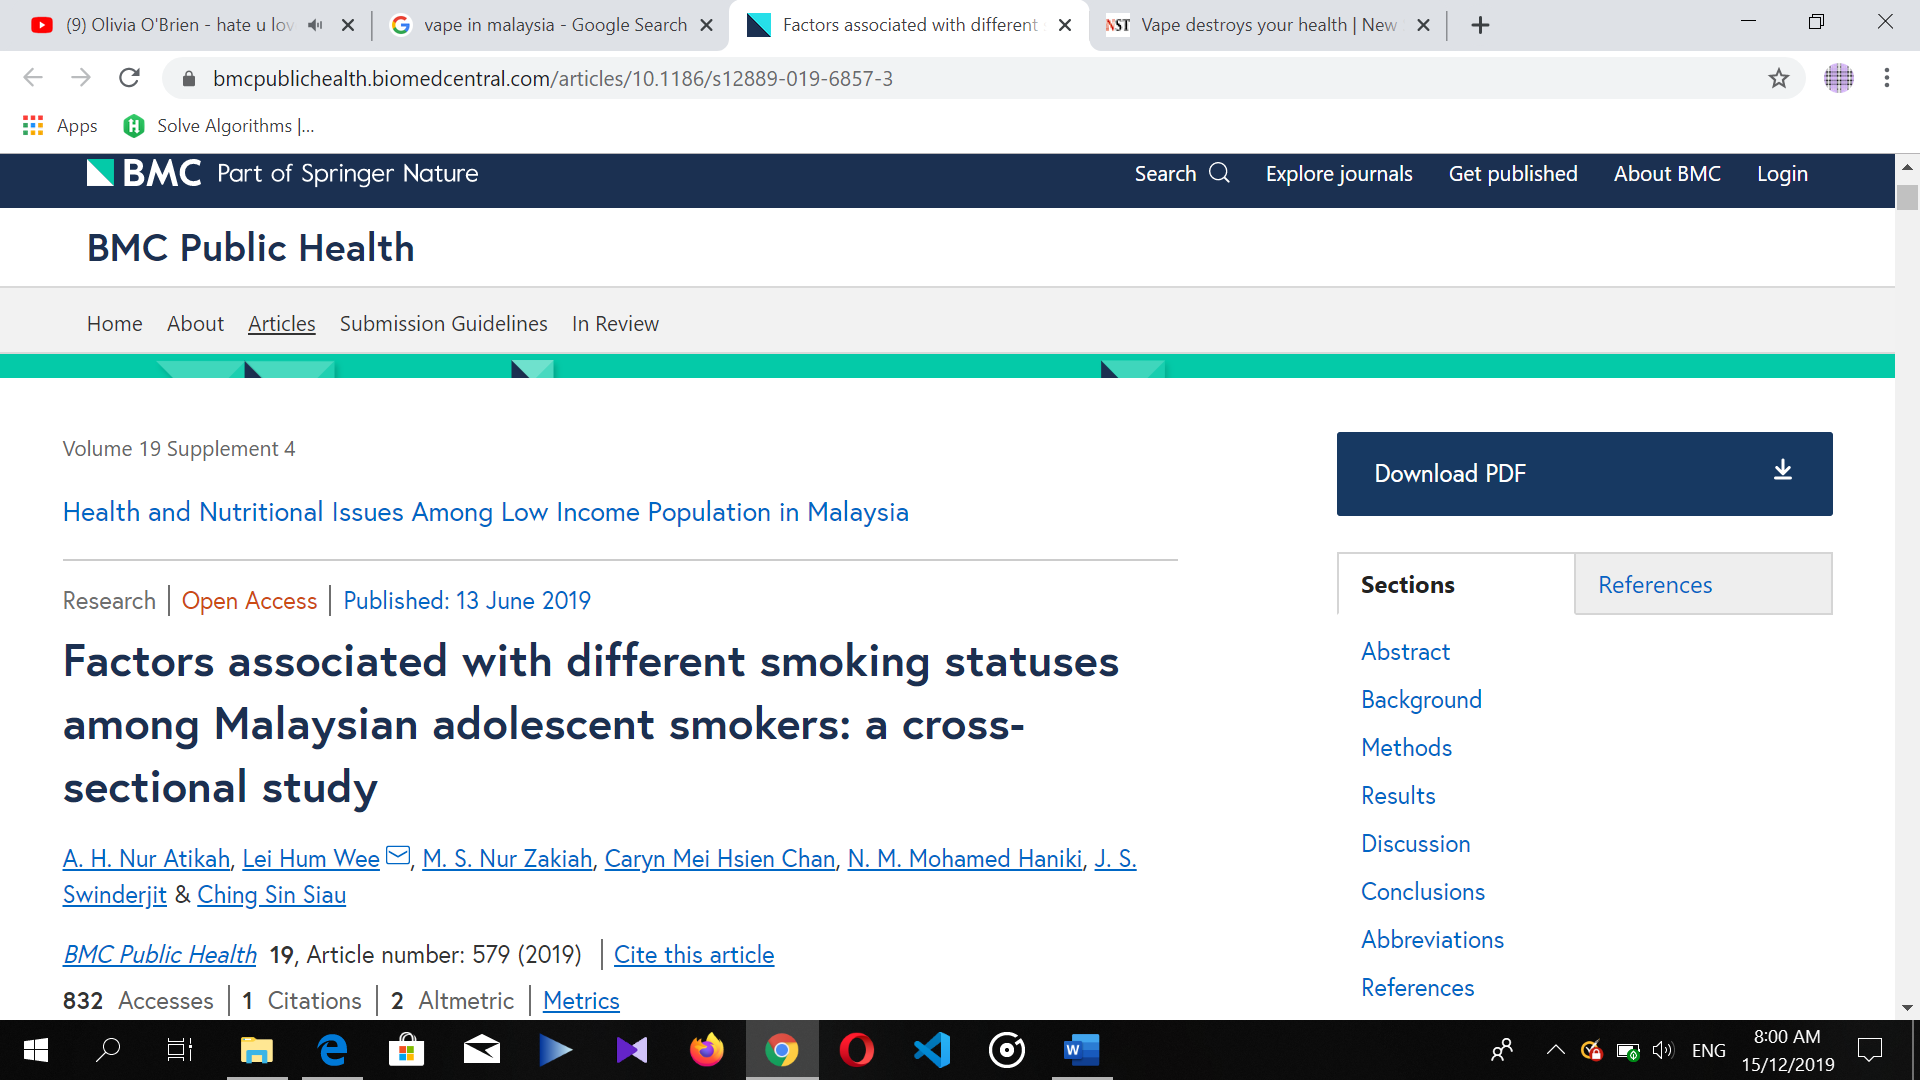 (9) Olivia O'Brien - hate u lov
vape in malaysia - Google Search
Factors associated with different
NST Vape destroys your health | New
bmcpublichealth.biomedcentral.com/articles/10.1186/s12889-019-6857-3
Apps
Solve Algorithms |...
BMC Part of Springer Nature
Search Explore journals Get published About BMC Login
BMC Public Health
Home About Articles Submission Guidelines In Review
Volume 19 Supplement 4
Health and Nutritional Issues Among Low Income Population in Malaysia
Research | Open Access | Published: 13 June 2019
Factors associated with different smoking statuses
among Malaysian adolescent smokers: a cross-
sectional study
A. H. Nur Atikah, Lei Hum Wee, M. S. Nur Zakiah, Caryn Mei Hsien Chan, N. M. Mohamed Haniki, J. S.
Swinderjit & Ching Sin Siau
BMC Public Health 19, Article number: 579 (2019) | Cite this article
832 Accesses | 1 Citations | 2 Altmetric | Metrics
Download PDF
Sections References
Abstract
Background
Methods
Results
Discussion
Conclusions
Abbreviations
References
ENG
8:00 AM
15/12/2019